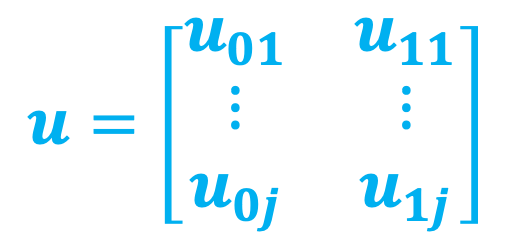 u₀₁ u₁₁
u = [⋮ ⋮]
u₀ⱼ u₁ⱼ